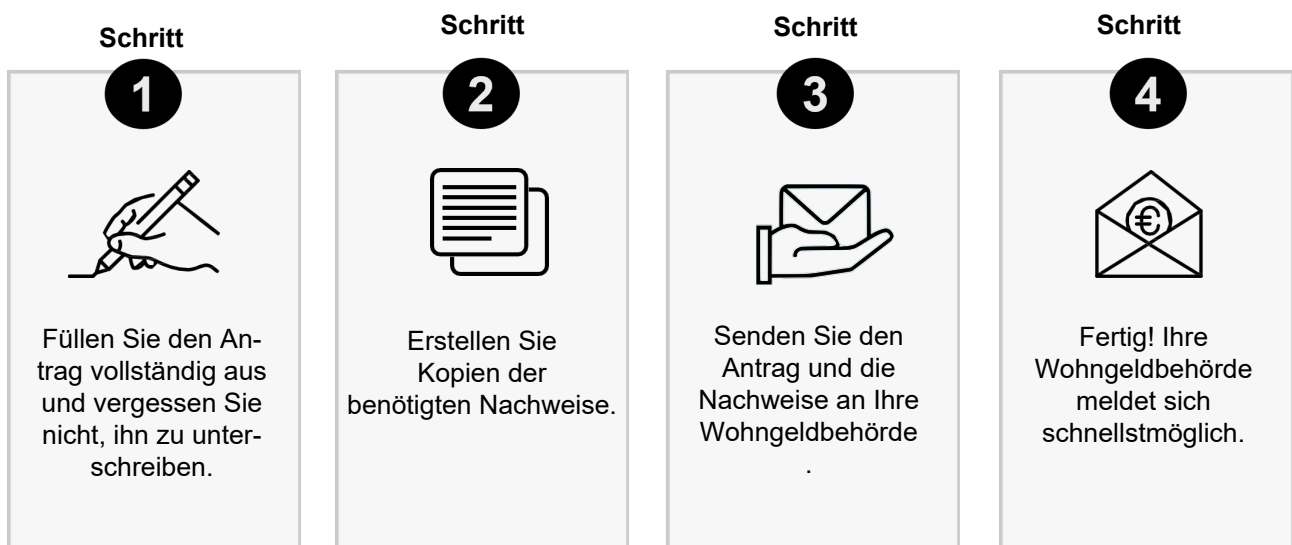 Schritt
1
Füllen Sie den An-
trag vollständig aus
und vergessen Sie
nicht, ihn zu unter-
schreiben.
Schritt
2
Erstellen Sie
Kopien der
benötigten Nachweise.
Schritt
3
Senden Sie den
Antrag und die
Nachweise an Ihre
Wohngeldbehörde
.
Schritt
4
€
Fertig! Ihre
Wohngeldbehörde
meldet sich
schnellstmöglich.